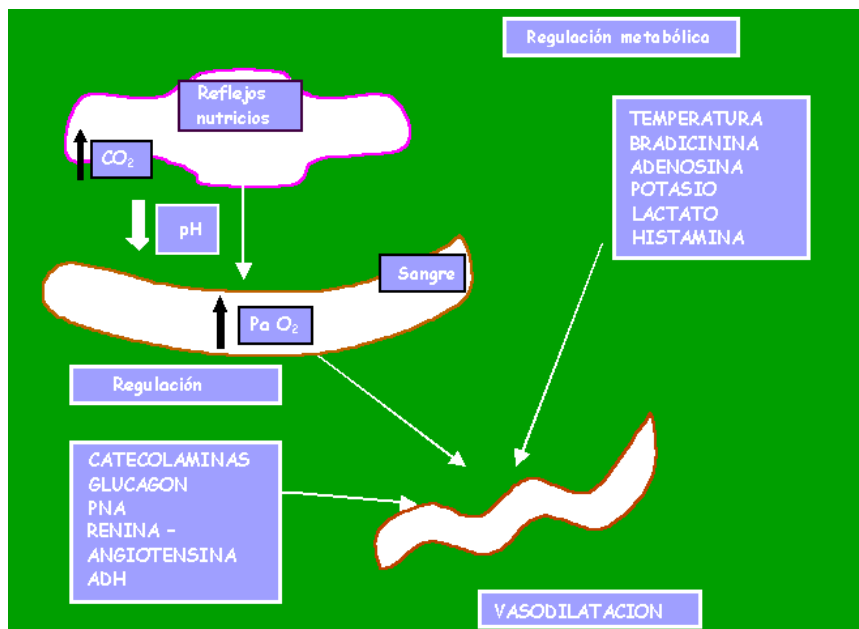 Regulación metabólica
Reflejos
nutricios
CO₂
pH
Sangre
Pa O₂
TEMPERATURA
BRADICININA
ADENOSINA
POTASIO
LACTATO
HISTAMINA
Regulación
CATECOLAMINAS
GLUCAGON
PNA
RENINA –
ANGIOTENSINA
ADH
VASODILATACION